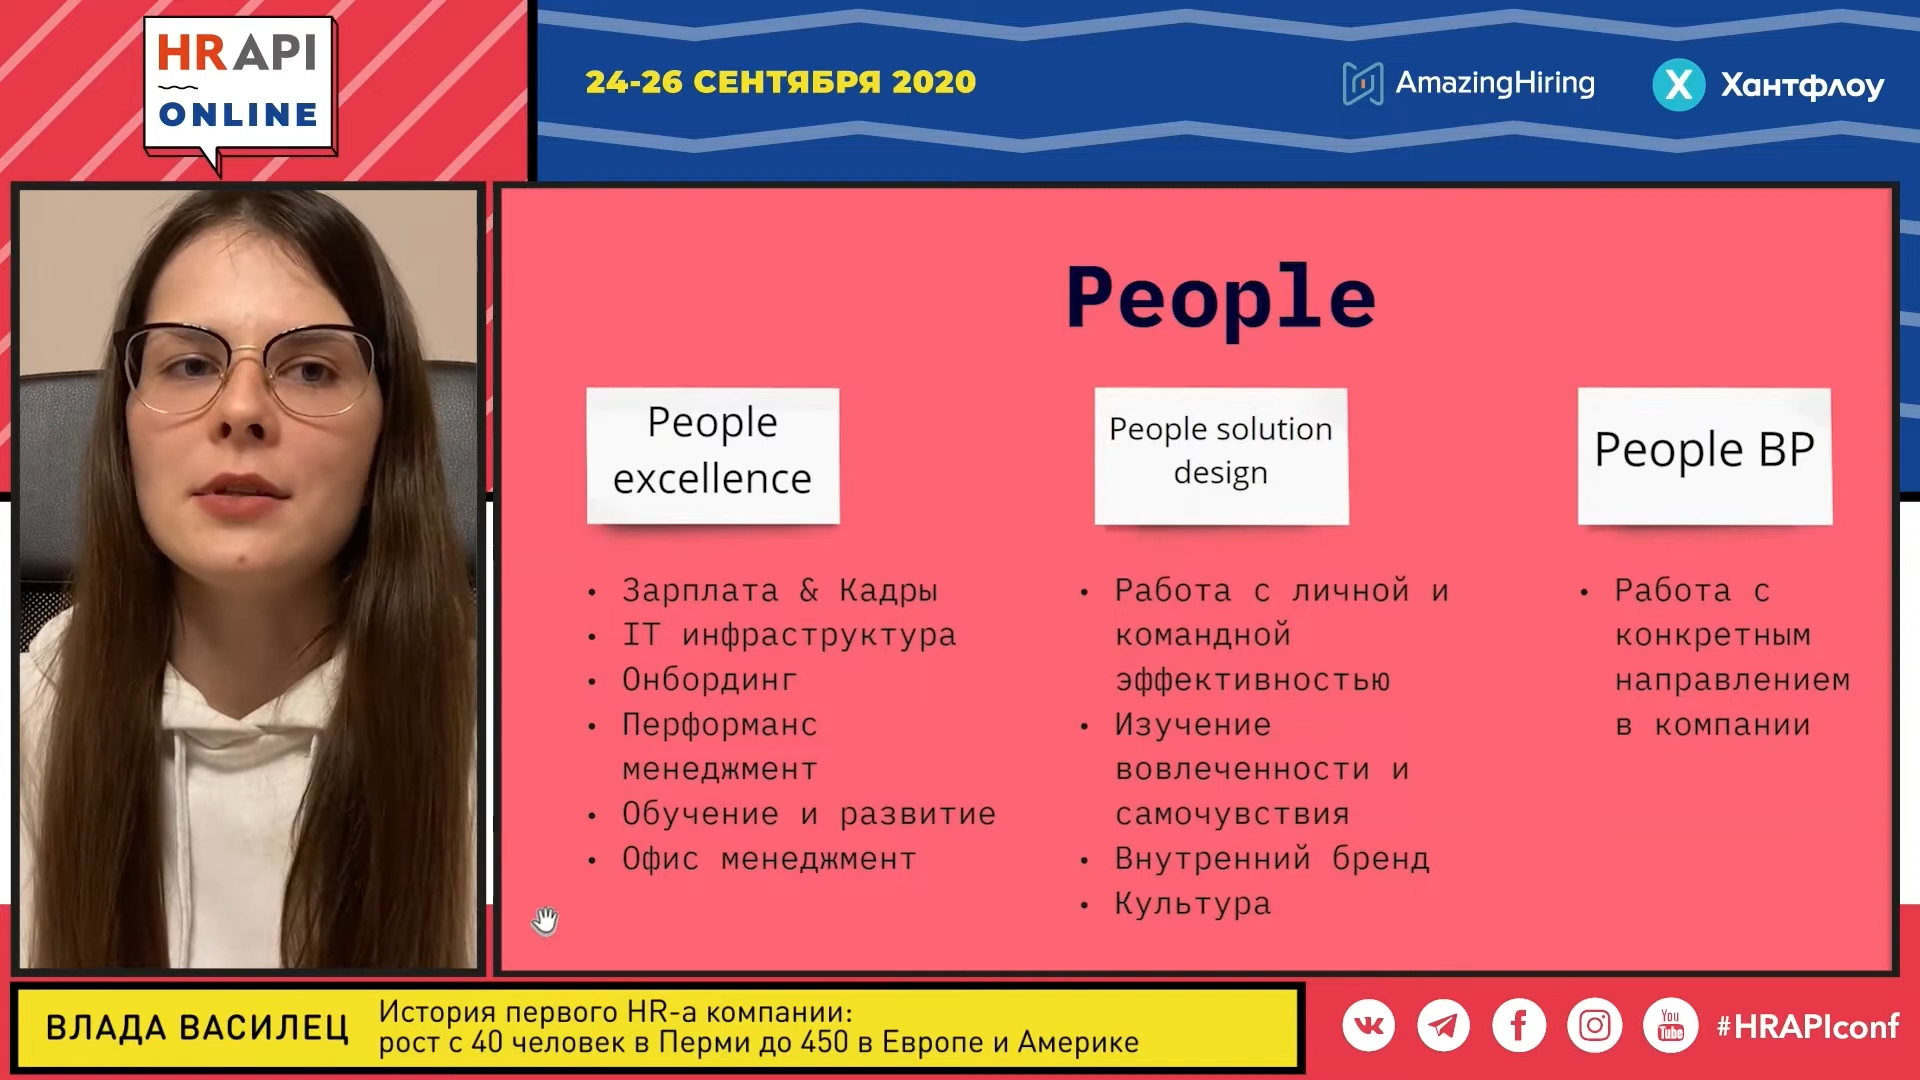 HR API
ONLINE
24-26 СЕНТЯБРЯ 2020
AmazingHiring
X Хантфлоу
People
People
excellence
• Зарплата & Кадры
• IT инфраструктура
• Онбординг
• Перформанс
менеджмент
• Обучение и развитие
• Офис менеджмент
People solution
design
• Работа с личной и
командной
эффективностью
• Изучение
вовлеченности и
самочувствия
• Внутренний бренд
• Культура
People BP
• Работа с
конкретным
направлением
в компании
ВЛАДА ВАСИЛЕЦ
История первого HR-а компании:
рост с 40 человек в Перми до 450 в Европе и Америке
You
Tube
#HRAPIconf